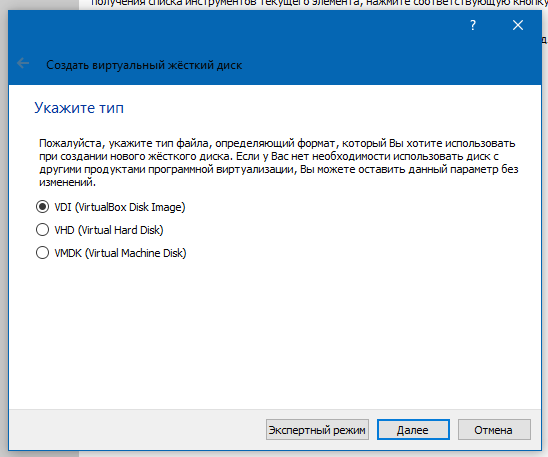 получения списка инструментов текущего элемента, нажмите соответствующую кнопку
?
Создать виртуальный жёсткий диск
Укажите тип
Пожалуйста, укажите тип файла, определяющий формат, который Вы хотите использовать
при создании нового жёсткого диска. Если у Вас нет необходимости использовать диск с
другими продуктами программной виртуализации, Вы можете оставить данный параметр без
изменений.
VDI (VirtualBox Disk Image)
VHD (Virtual Hard Disk)
VMDK (Virtual Machine Disk)
Экспертный режим Далее Отмена